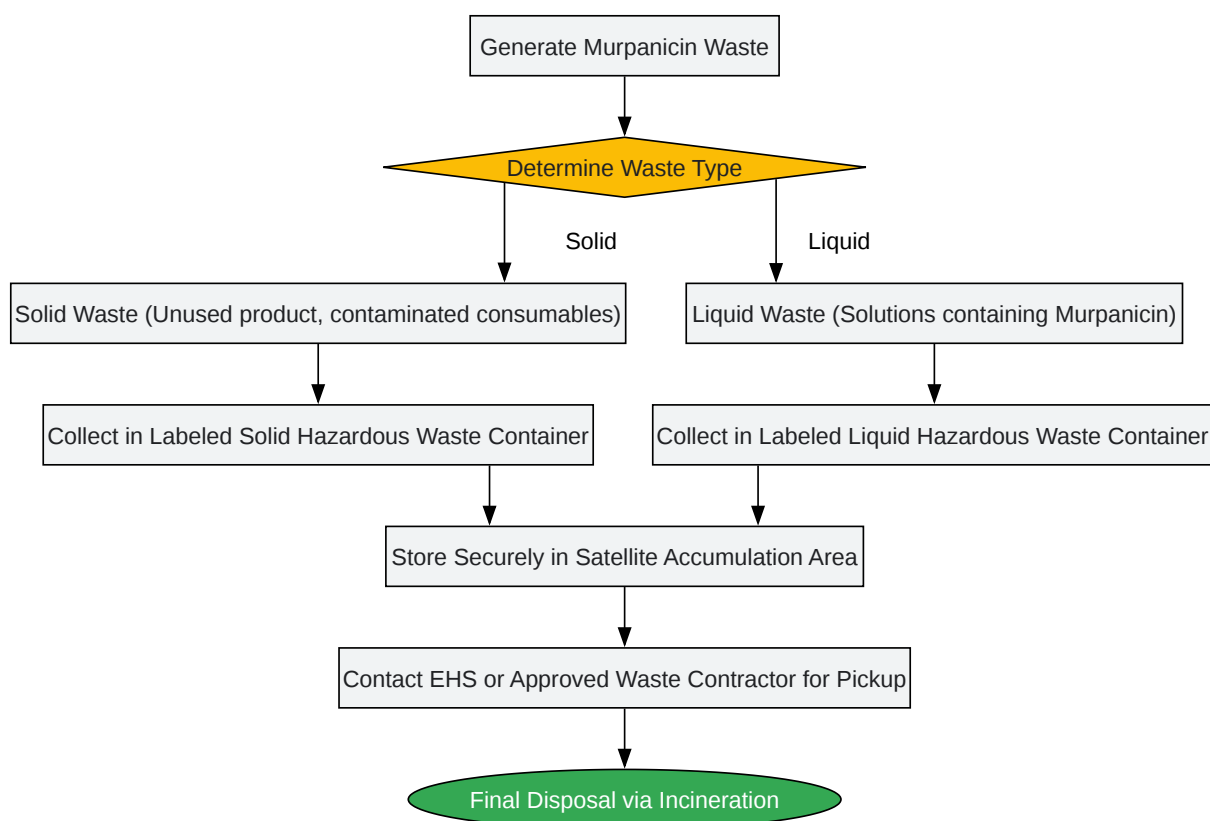 Generate Murpanicin Waste
Determine Waste Type
Solid
Liquid
Solid Waste (Unused product, contaminated consumables)
Liquid Waste (Solutions containing Murpanicin)
Collect in Labeled Solid Hazardous Waste Container
Collect in Labeled Liquid Hazardous Waste Container
Store Securely in Satellite Accumulation Area
Contact EHS or Approved Waste Contractor for Pickup
Final Disposal via Incineration